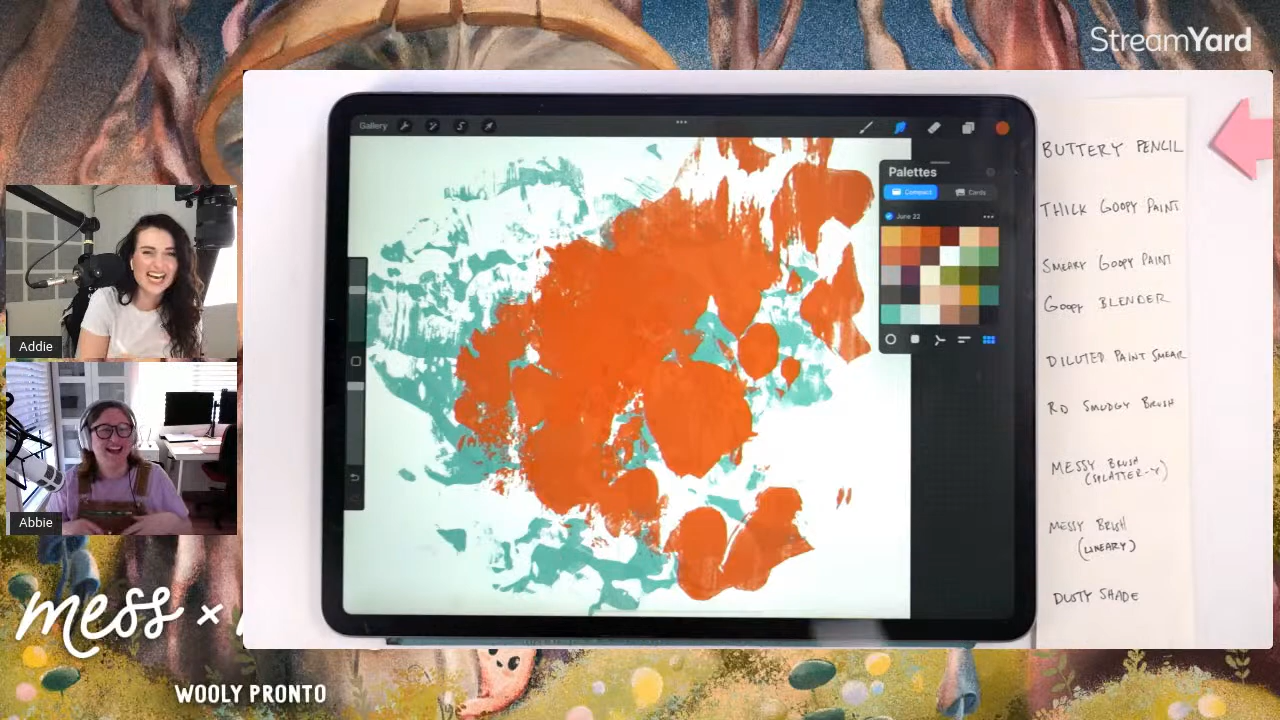 StreamYard
Gallery
Palettes
Compact
Cards
June 22
BUTTERY PENCIL
THICK GOOPY PAINT
SMEARY GOOPY PAINT
GOOPY BLENDER
DILUTED PAINT SMEAR
RD SMUDGY BRUSH
MESSY BRUSH
(SPLATTER-Y)
MESSY BRUSH
(LINEARY)
DUSTY SHADE
Addie
Abbie
mess ×
WOOLY PRONTO